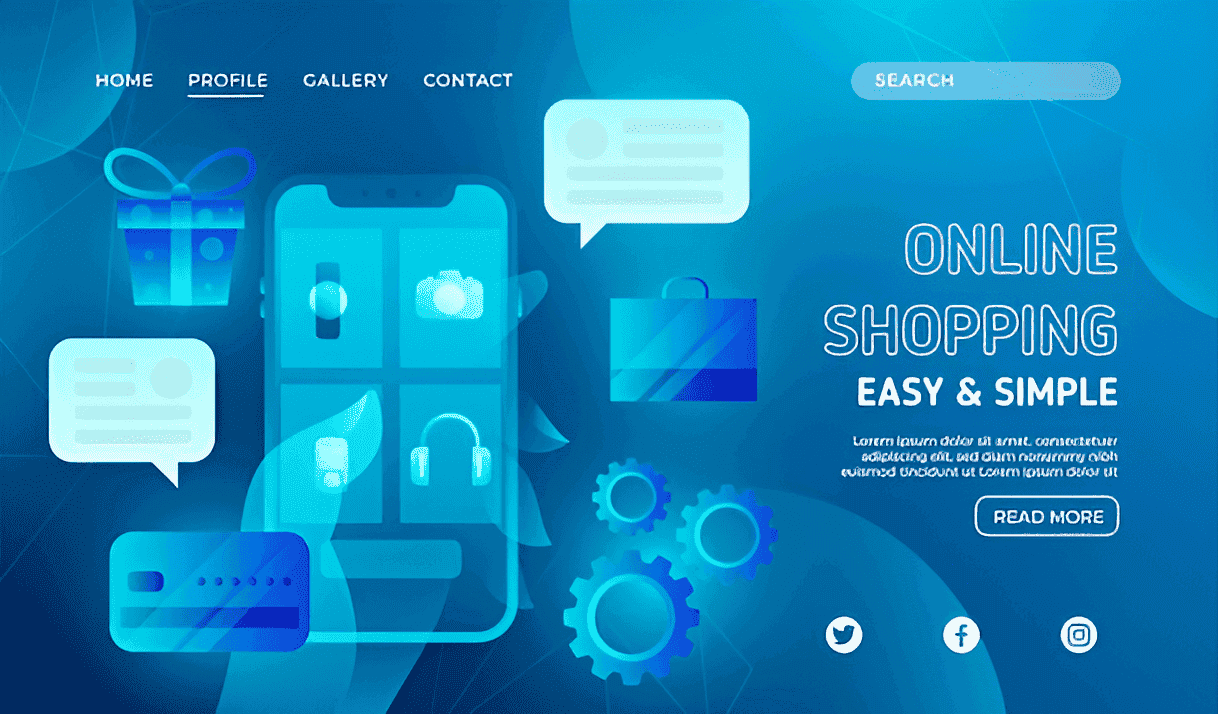 HOME PROFILE GALLERY CONTACT
SEARCH
ONLINE
SHOPPING
EASY & SIMPLE
Lorem ipsum dolor sit amet, consectetuer
adipiscing elit, sed diam nonummy nibh
euismod tincidunt ut Lorem ipsum dolor sit
READ MORE